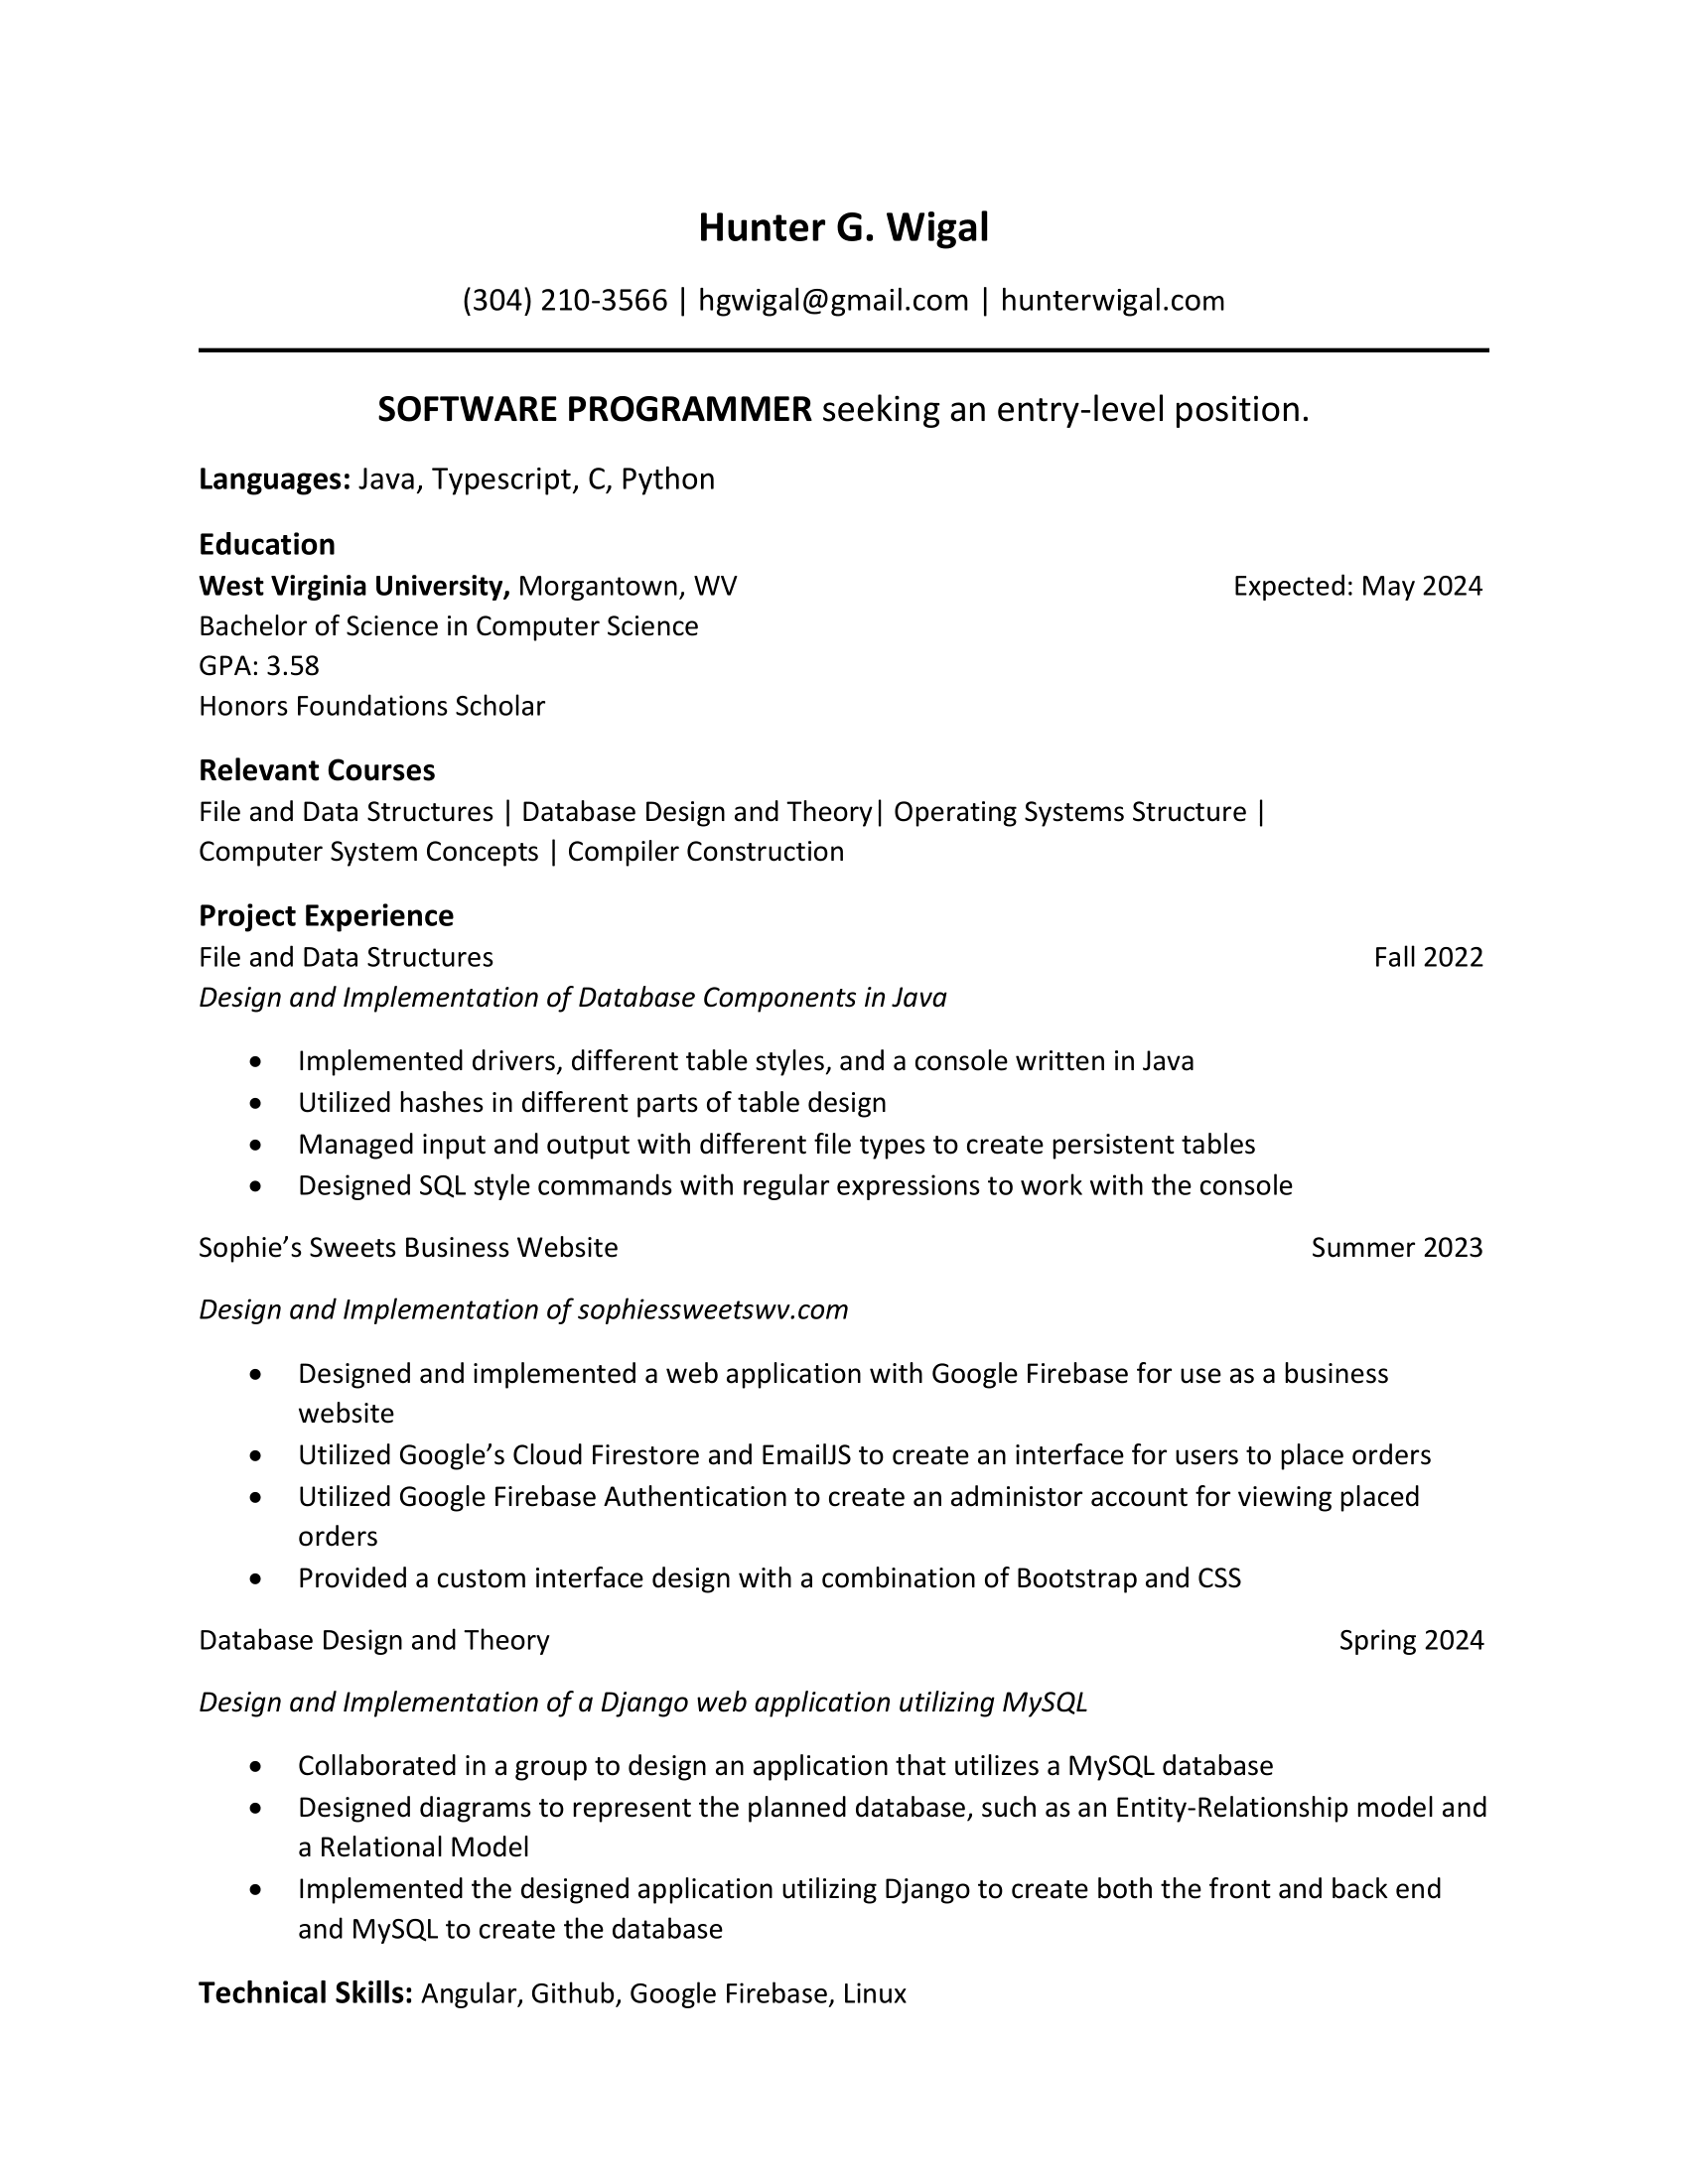 Hunter G. Wigal
(304) 210-3566 | hgwigal@gmail.com | hunterwigal.com
SOFTWARE PROGRAMMER seeking an entry-level position.
Languages: Java, Typescript, C, Python
Education
West Virginia University, Morgantown, WV Expected: May 2024
Bachelor of Science in Computer Science
GPA: 3.58
Honors Foundations Scholar
Relevant Courses
File and Data Structures | Database Design and Theory| Operating Systems Structure |
Computer System Concepts | Compiler Construction
Project Experience
File and Data Structures Fall 2022
Design and Implementation of Database Components in Java
• Implemented drivers, different table styles, and a console written in Java
• Utilized hashes in different parts of table design
• Managed input and output with different file types to create persistent tables
• Designed SQL style commands with regular expressions to work with the console
Sophie’s Sweets Business Website Summer 2023
Design and Implementation of sophiessweetswv.com
• Designed and implemented a web application with Google Firebase for use as a business
website
• Utilized Google’s Cloud Firestore and EmailJS to create an interface for users to place orders
• Utilized Google Firebase Authentication to create an administor account for viewing placed
orders
• Provided a custom interface design with a combination of Bootstrap and CSS
Database Design and Theory Spring 2024
Design and Implementation of a Django web application utilizing MySQL
• Collaborated in a group to design an application that utilizes a MySQL database
• Designed diagrams to represent the planned database, such as an Entity-Relationship model and
a Relational Model
• Implemented the designed application utilizing Django to create both the front and back end
and MySQL to create the database
Technical Skills: Angular, Github, Google Firebase, Linux